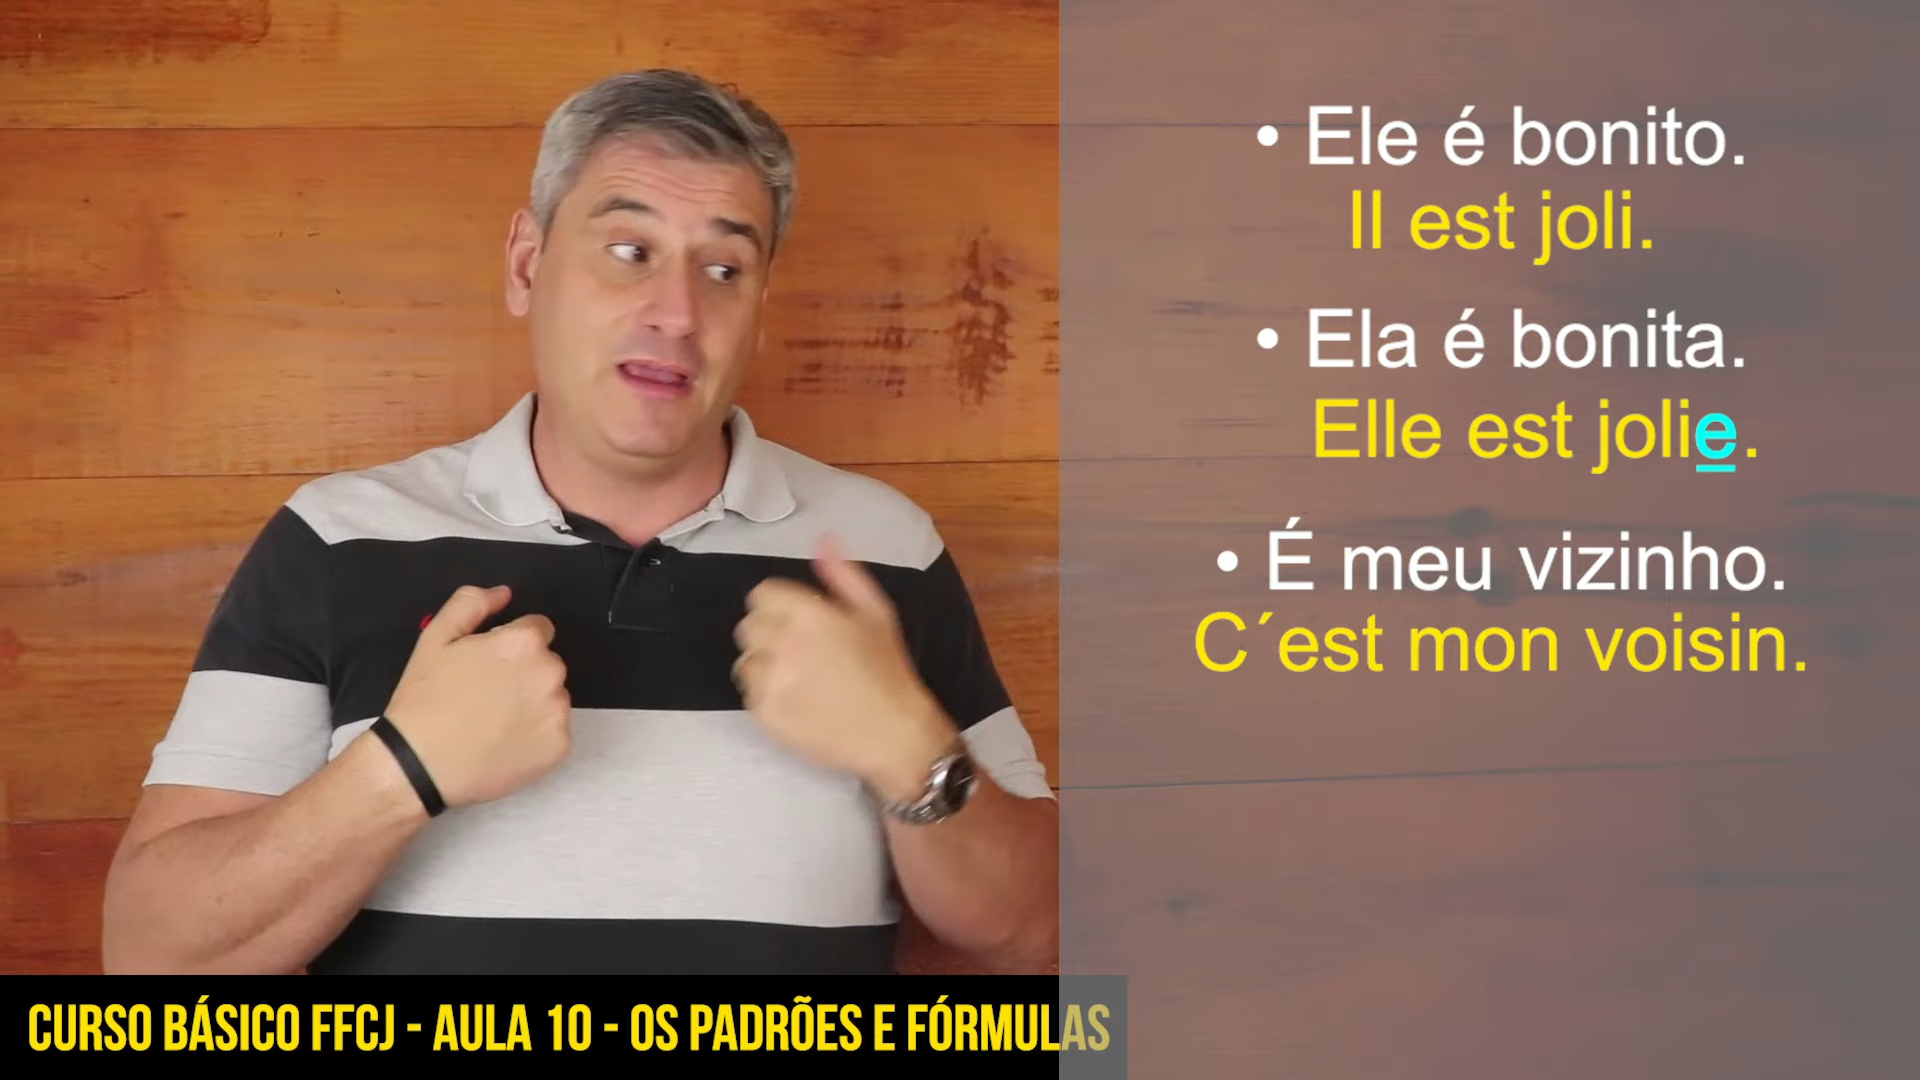 • Ele é bonito.
Il est joli.
• Ela é bonita.
Elle est jolie.
• É meu vizinho.
C´est mon voisin.
CURSO BÁSICO FFCJ - AULA 10 - OS PADRÕES E FÓRMULAS